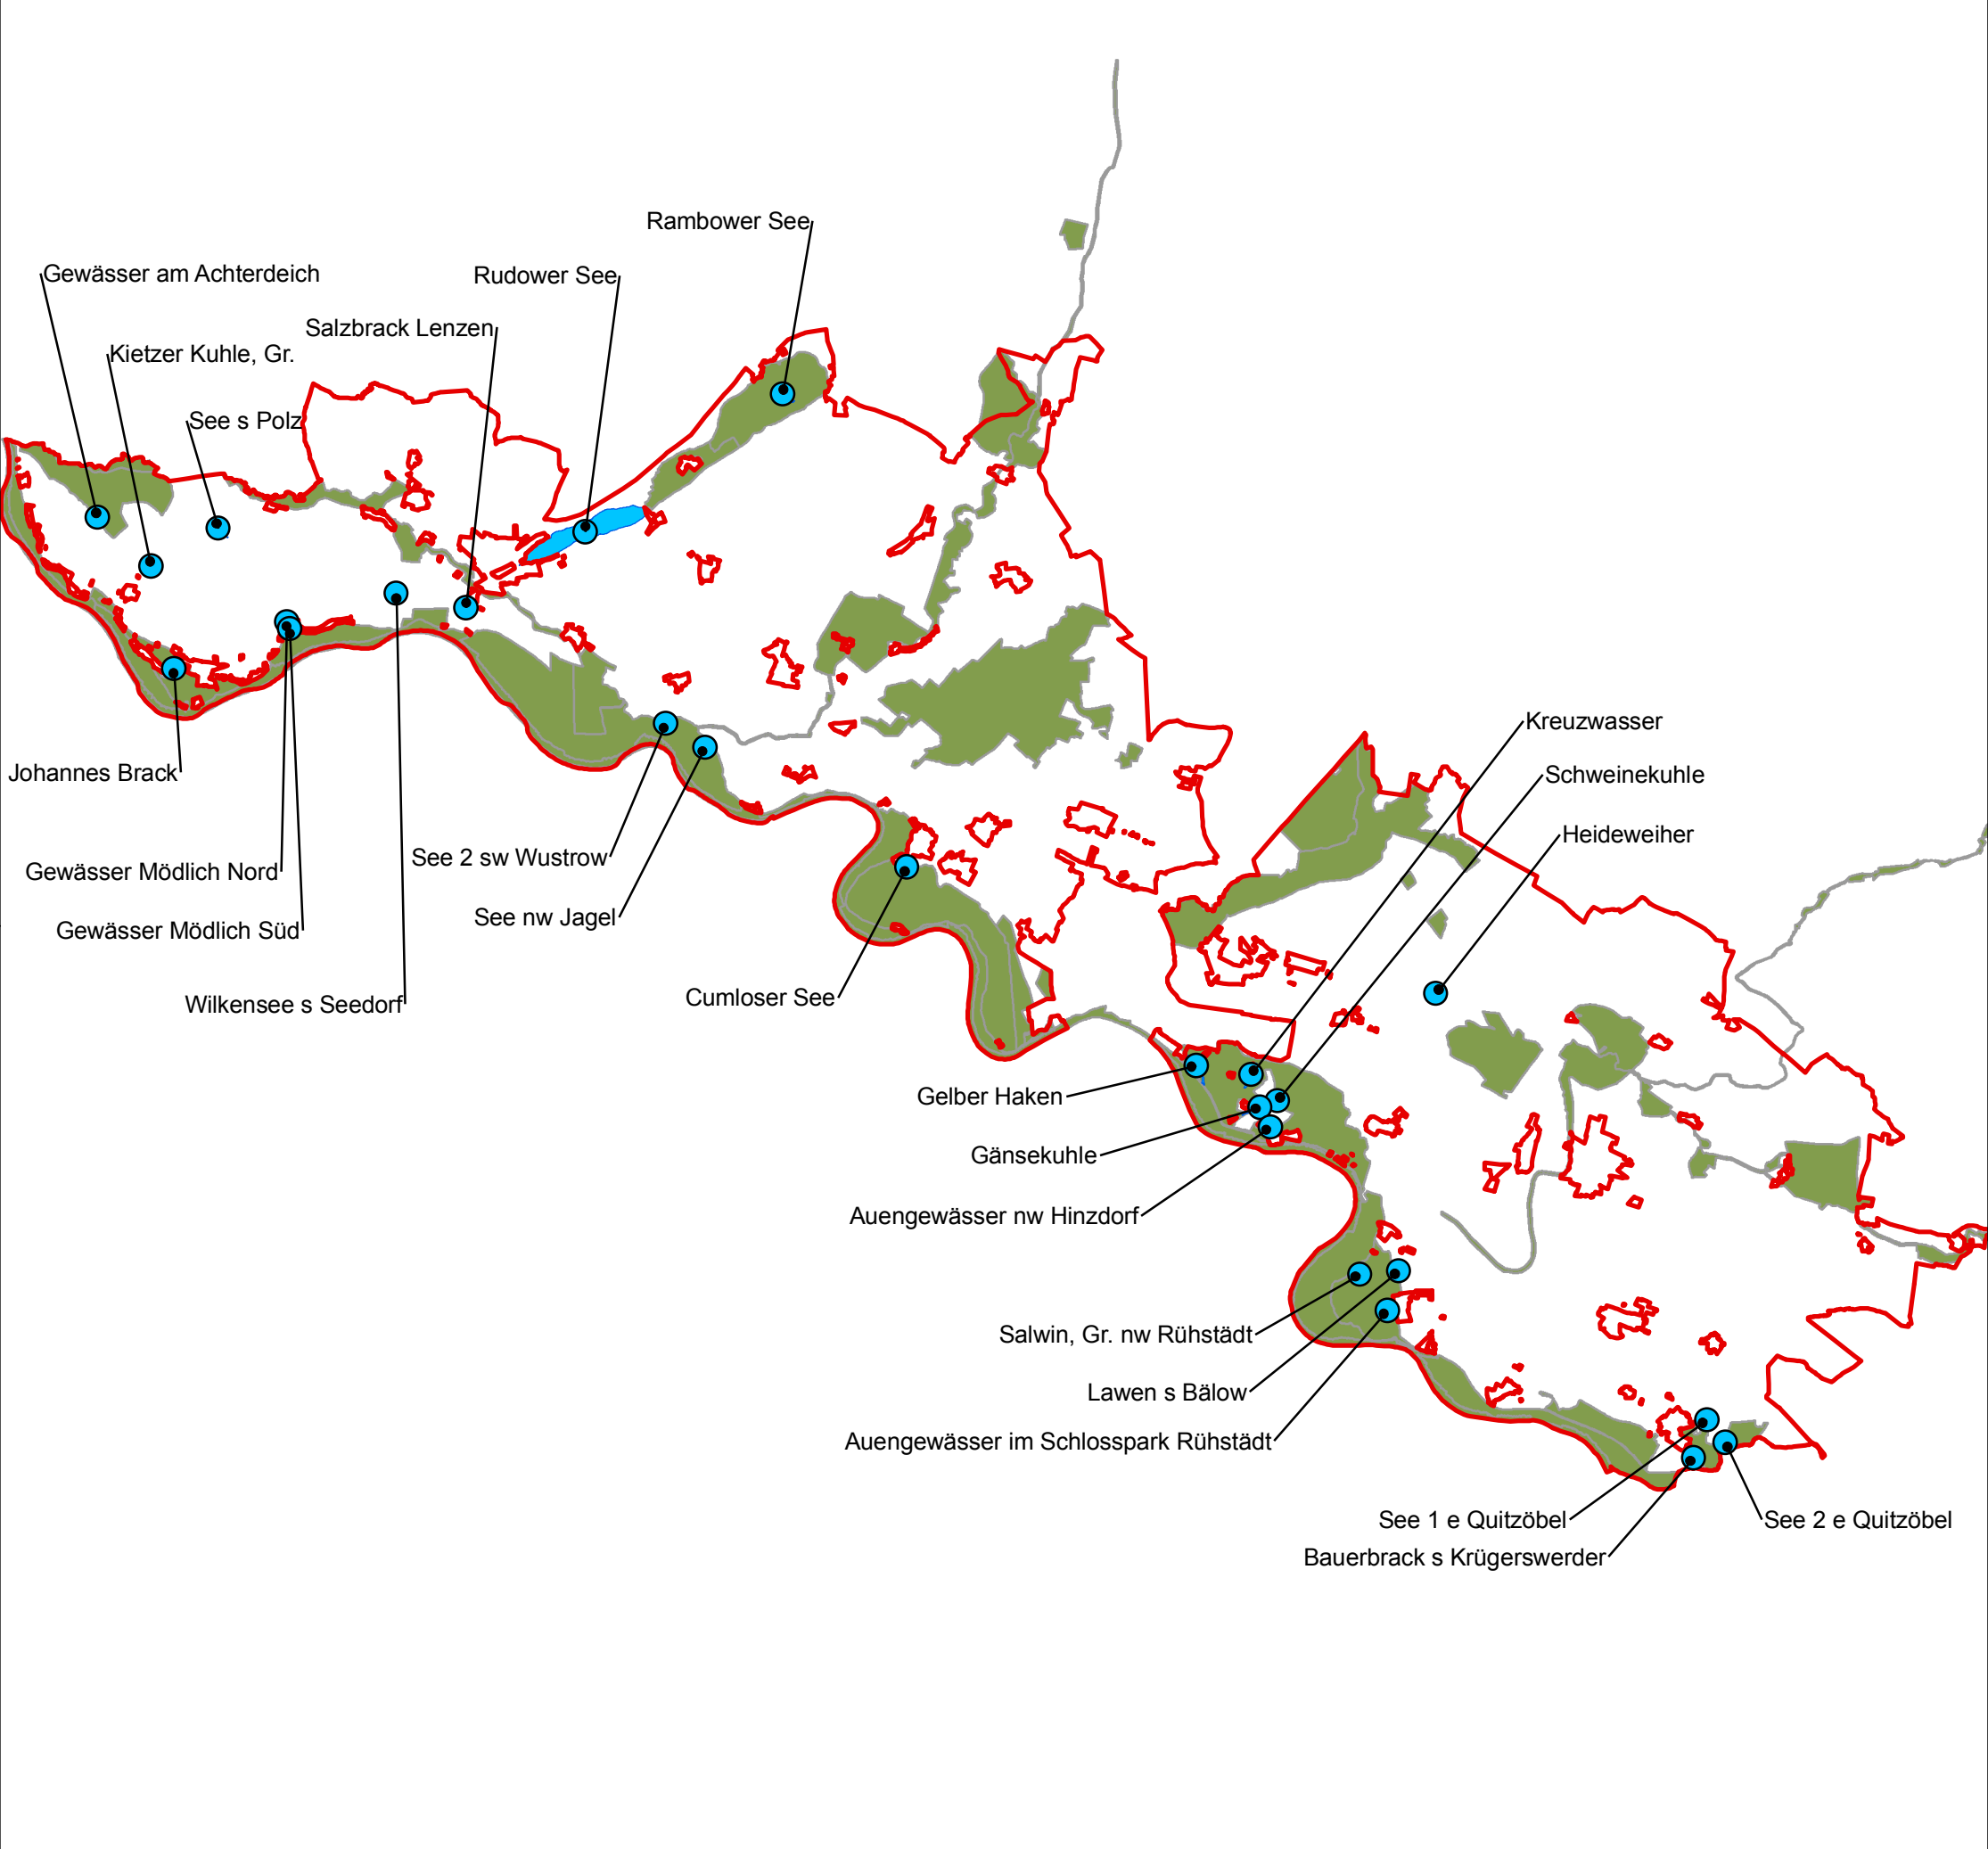 Rambower See
Gewässer am Achterdeich
Rudower See
Salzbrack Lenzen
Kietzer Kuhle, Gr.
See s Polz
Kreuzwasser
Johannes Brack
Schweinekuhle
Heideweiher
See 2 sw Wustrow
Gewässer Mödlich Nord
See nw Jagel
Gewässer Mödlich Süd
Cumloser See
Wilkensee s Seedorf
Gelber Haken
Gänsekuhle
Auengewässer nw Hinzdorf
Salwin, Gr. nw Rühstädt
Lawen s Bälow
Auengewässer im Schlosspark Rühstädt
See 1 e Quitzöbel
See 2 e Quitzöbel
Bauerbrack s Krügerswerder